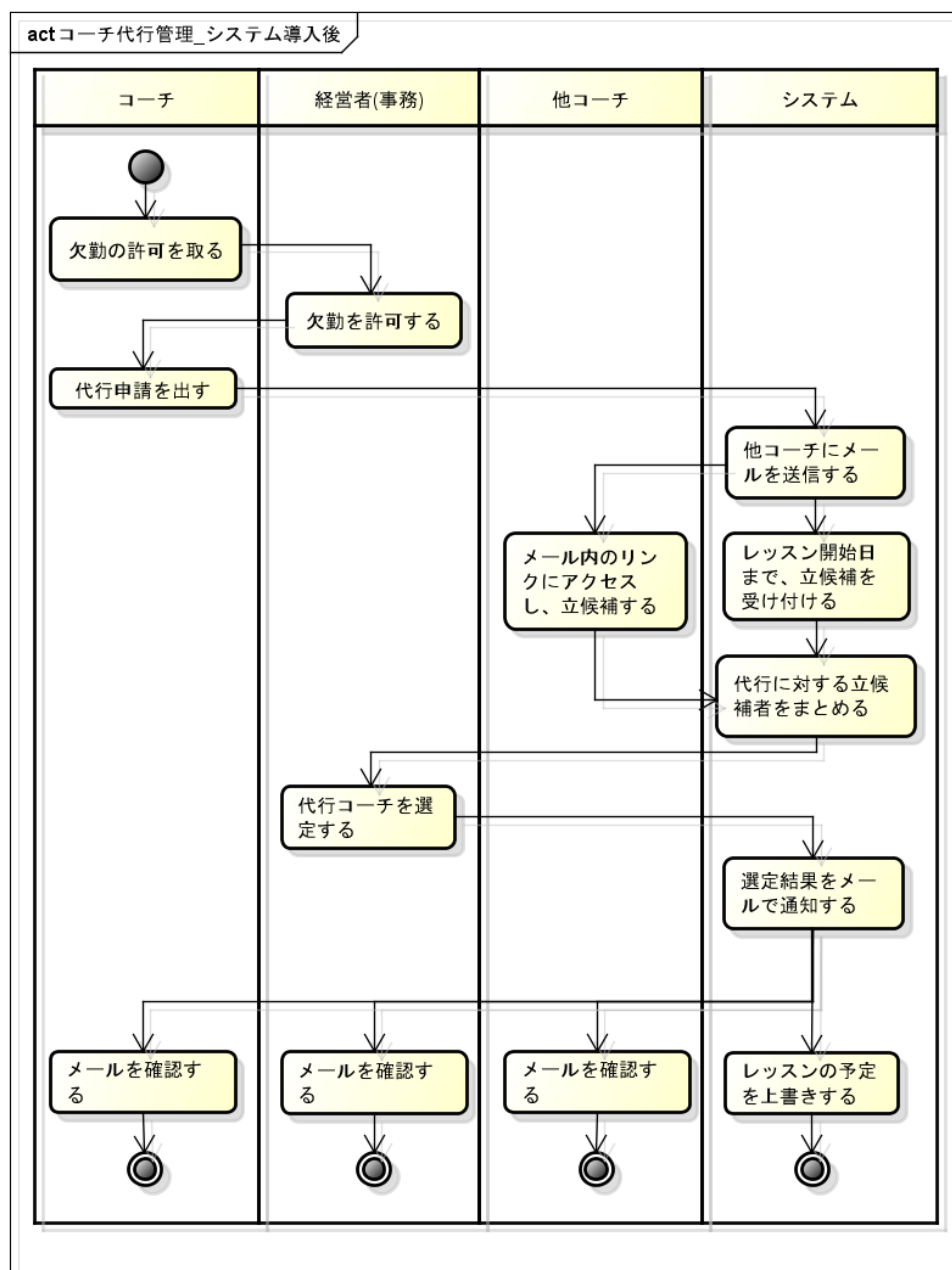 act コーチ代行管理_システム導入後
コーチ
経営者(事務)
他コーチ
システム
欠勤の許可を取る
欠勤を許可する
代行申請を出す
他コーチにメー
ルを送信する
メール内のリン
クにアクセス
し、立候補する
レッスン開始日
まで、立候補を
受け付ける
代行に対する立候
補者をまとめる
代行コーチを選
定する
選定結果をメー
ルで通知する
メールを確認す
る
メールを確認す
る
メールを確認す
る
レッスンの予定
を上書きする